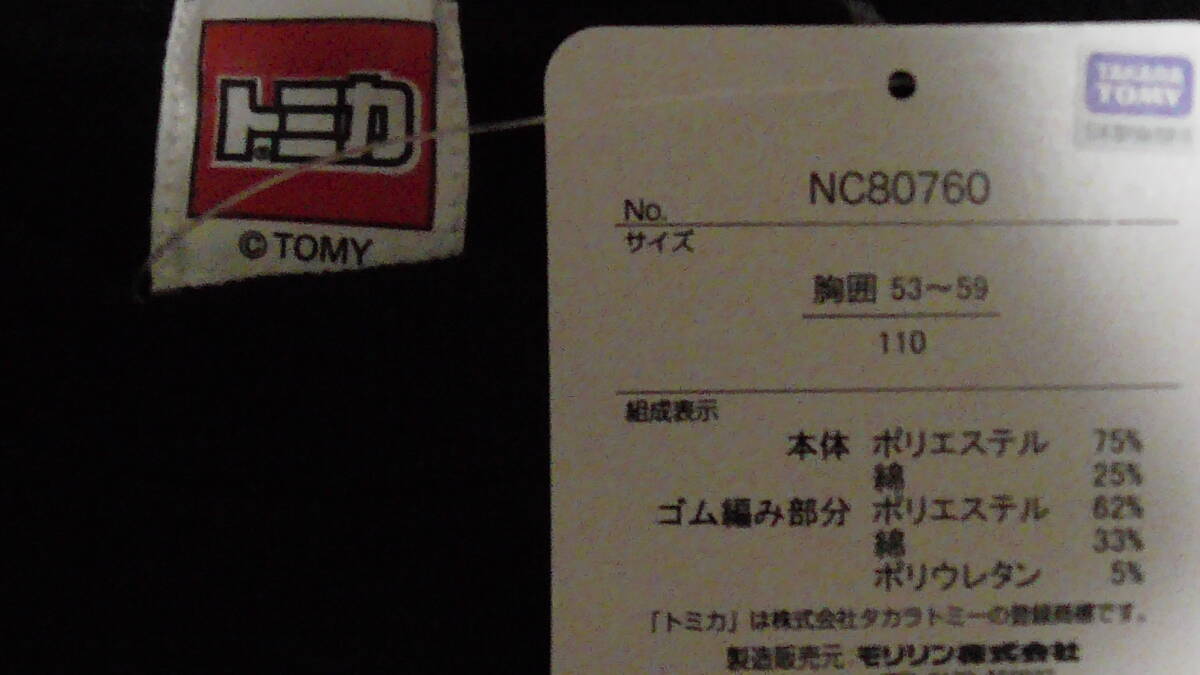 トミカ
© TOMY
TAKARA
TOMY
No.
NC80760
サイズ
胸囲 53〜59
110
組成表示
本体 ポリエステル 75%
綿 25%
ゴム編み部分 ポリエステル 62%
綿 33%
ポリウレタン 5%
「トミカ」は株式会社タカラトミーの登録商標です。
製造販売元 モリリン株式会社